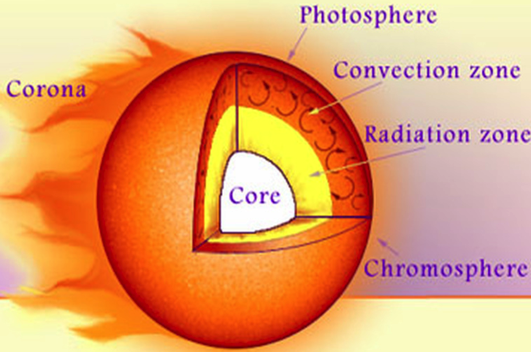 Photosphere
Convection zone
Corona
Radiation zone
Core
Chromosphere